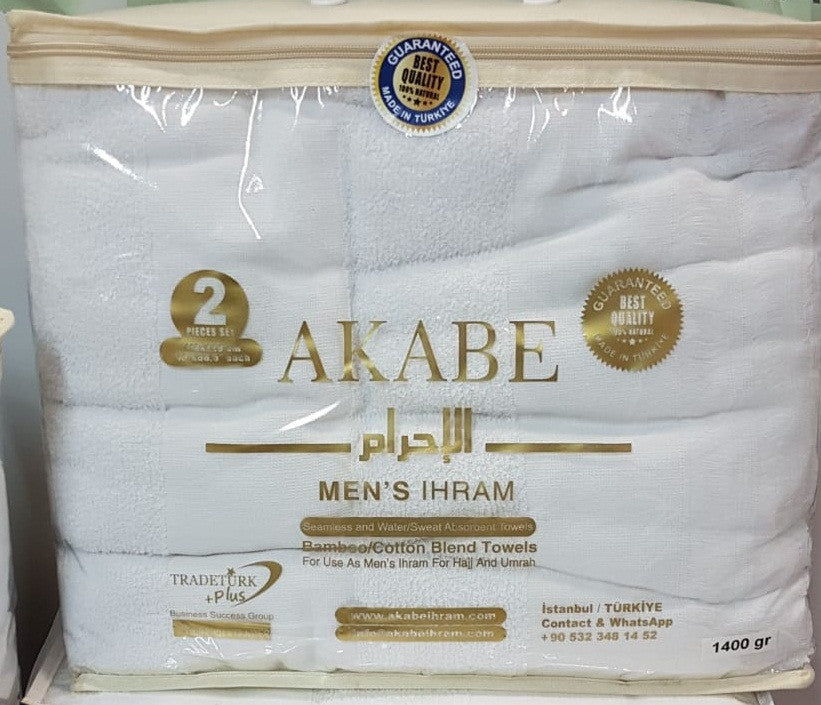 GUARANTEED
BEST
QUALITY
100% NATURAL
MADE IN TÜRKİYE
2
PIECES SET
GUARANTEED
BEST
QUALITY
100% NATURAL
MADE IN TÜRKİYE
AKABE
الإحرام
MEN'S IHRAM
Seamless and Water/Sweat Absorbent Towels
Bamboo/Cotton Blend Towels
For Use As Men's Ihram For Hajj And Umrah
TRADETÜRK
+Plus
Business Success Group
www.akabeihram.com
info@akabeihram.com
İstanbul / TÜRKİYE
Contact & WhatsApp
+90 532 348 14 52
1400 gr